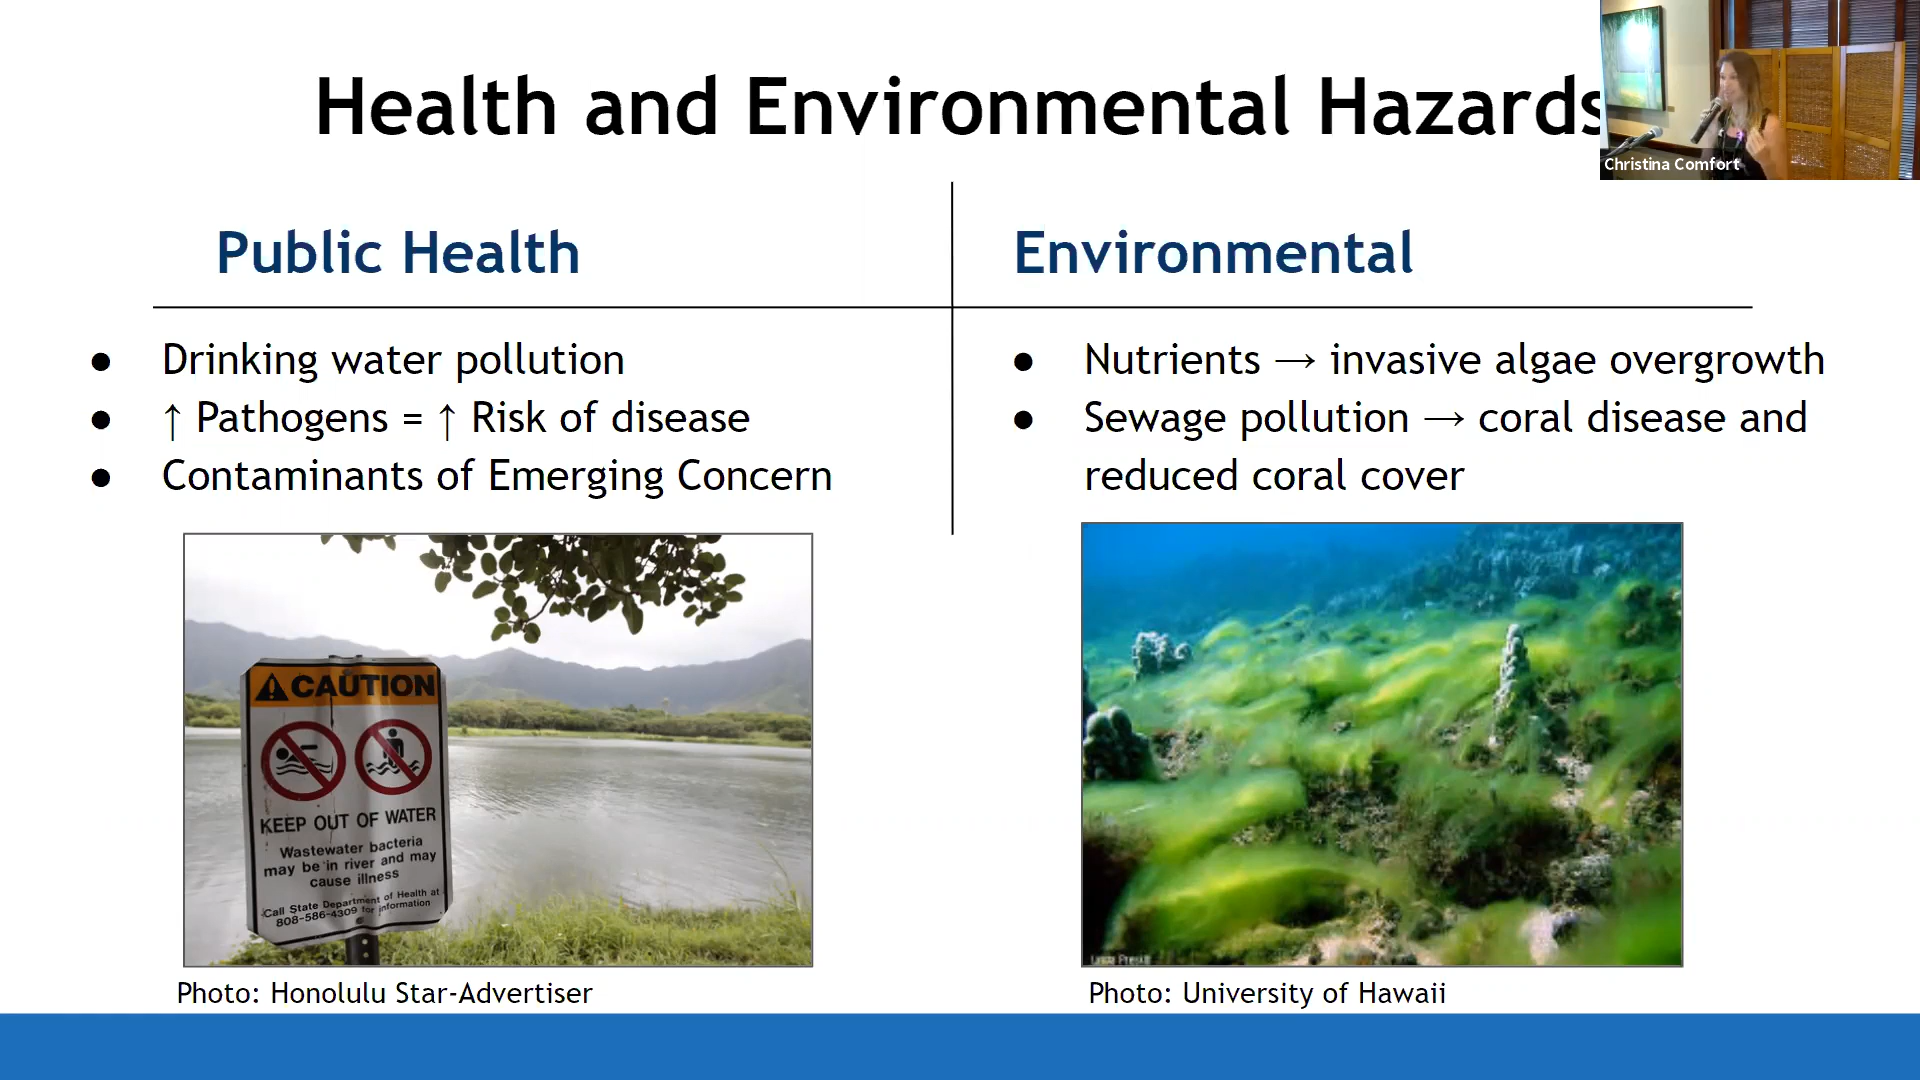 Health and Environmental Hazards
Christina Comfort
Public Health
Environmental
● Drinking water pollution
● ↑ Pathogens = ↑ Risk of disease
● Contaminants of Emerging Concern
● Nutrients → invasive algae overgrowth
● Sewage pollution → coral disease and
reduced coral cover
CAUTION
KEEP OUT OF WATER
Wastewater bacteria
may be in river and may
cause illness
Call State Department of Health at
808-586-4309 for information
Photo: Honolulu Star-Advertiser
Photo: University of Hawaii